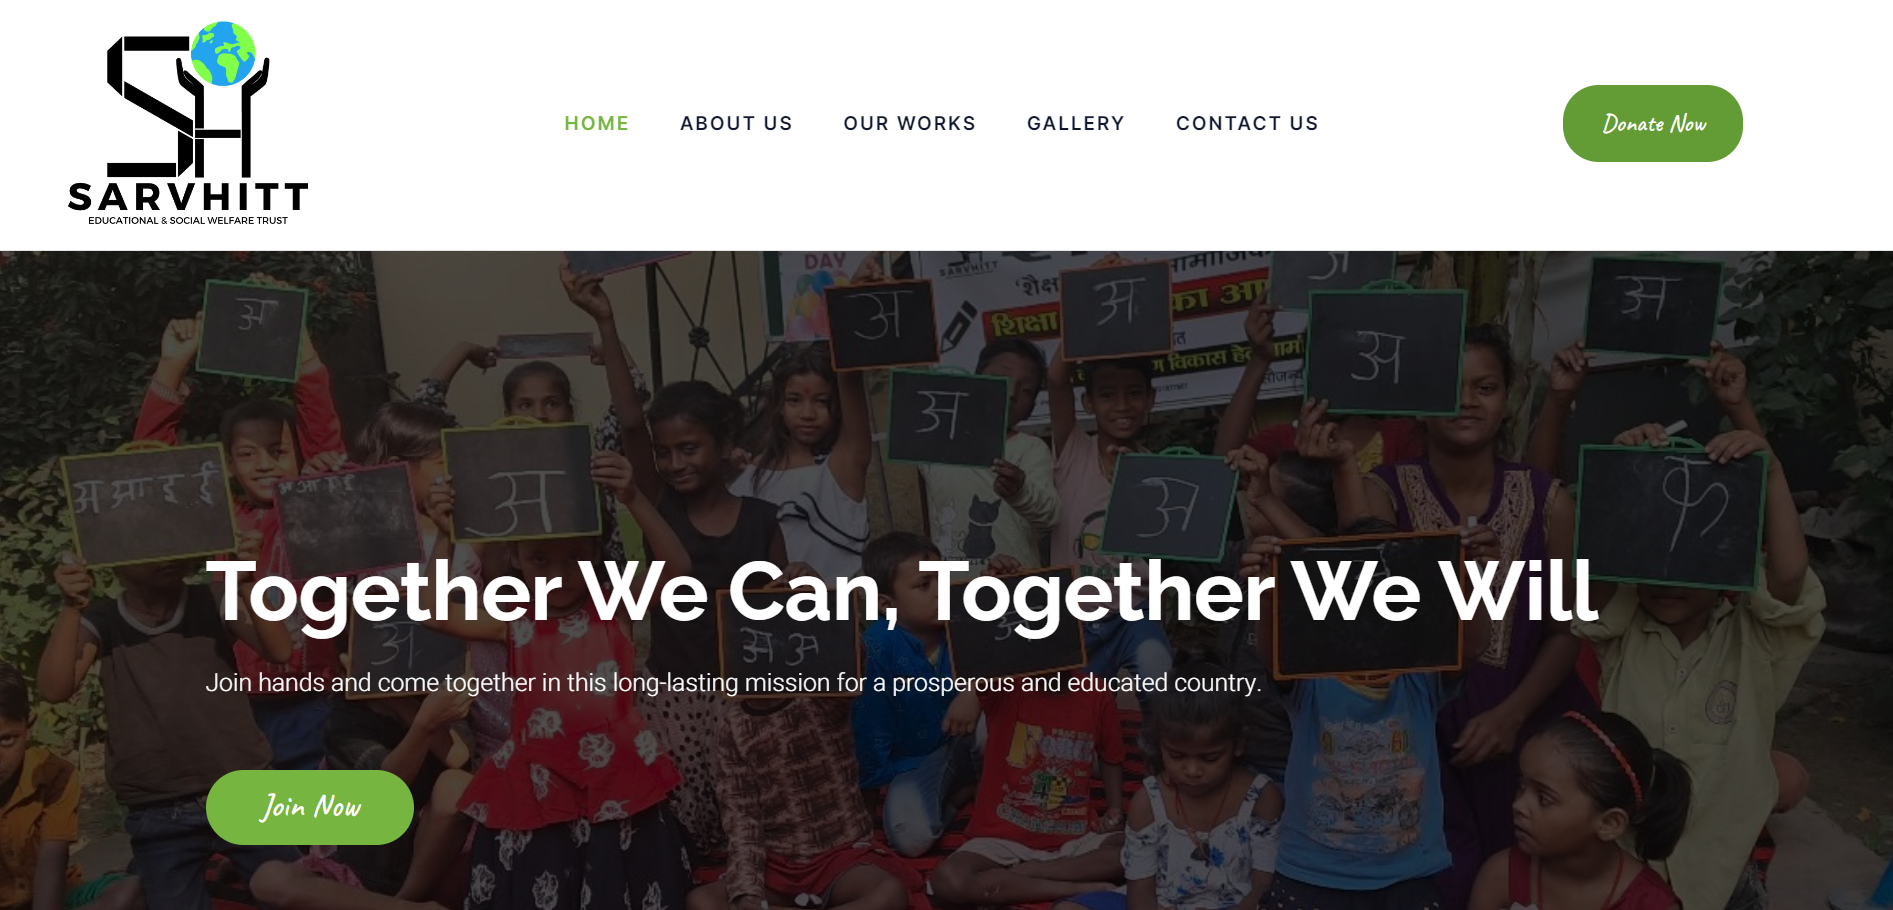 SARVHITT
EDUCATIONAL & SOCIAL WELFARE TRUST
HOME
ABOUT US
OUR WORKS
GALLERY
CONTACT US
Donate Now
DAY
SARVHITT
'शैक्ष
शिक्षा
का आ
विकास हेतु
अ
अ
अ
अ
अ
अ
अ
अ आ इ ई
अ आ इ ई
अ
अ
Together We Can, Together We Will
अ
अ अ
Join hands and come together in this long-lasting mission for a prosperous and educated country.
Join Now